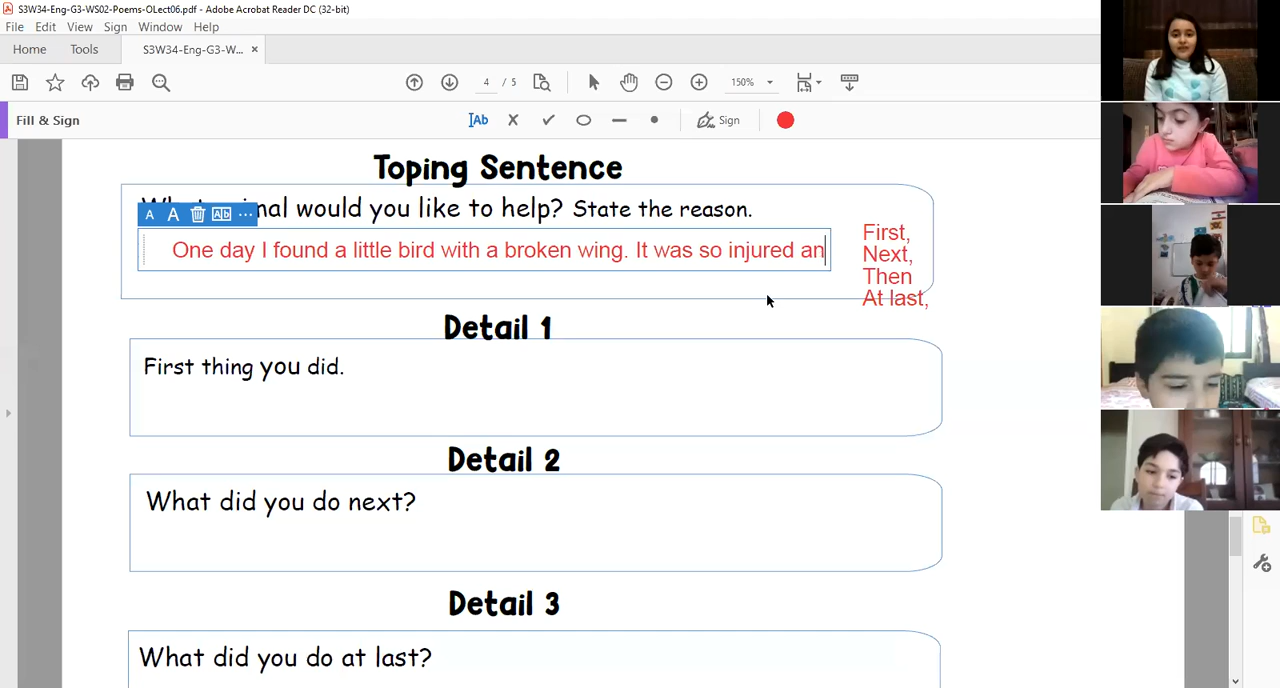 S3W34-Eng-G3-WS02-Poems-OLect06.pdf - Adobe Acrobat Reader DC (32-bit)
File Edit View Sign Window Help
Home Tools S3W34-Eng-G3-W... ×
4 / 5 150%
Fill & Sign Ab Sign
Toping Sentence
imal would you like to help? State the reason.
A A Ab ...
One day I found a little bird with a broken wing. It was so injured an
First,
Next,
Then
At last,
Detail 1
First thing you did.
Detail 2
What did you do next?
Detail 3
What did you do at last?